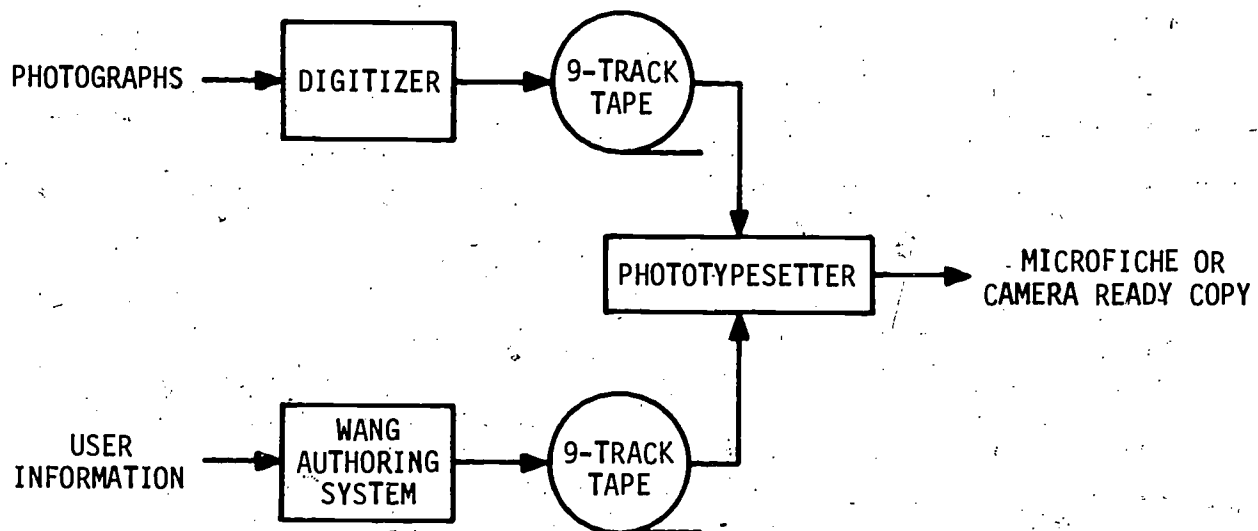 PHOTOGRAPHS
DIGITIZER
9-TRACK
TAPE
PHOTOTYPESETTER
MICROFICHE OR
CAMERA READY COPY
USER
INFORMATION
WANG
AUTHORING
SYSTEM
9-TRACK
TAPE